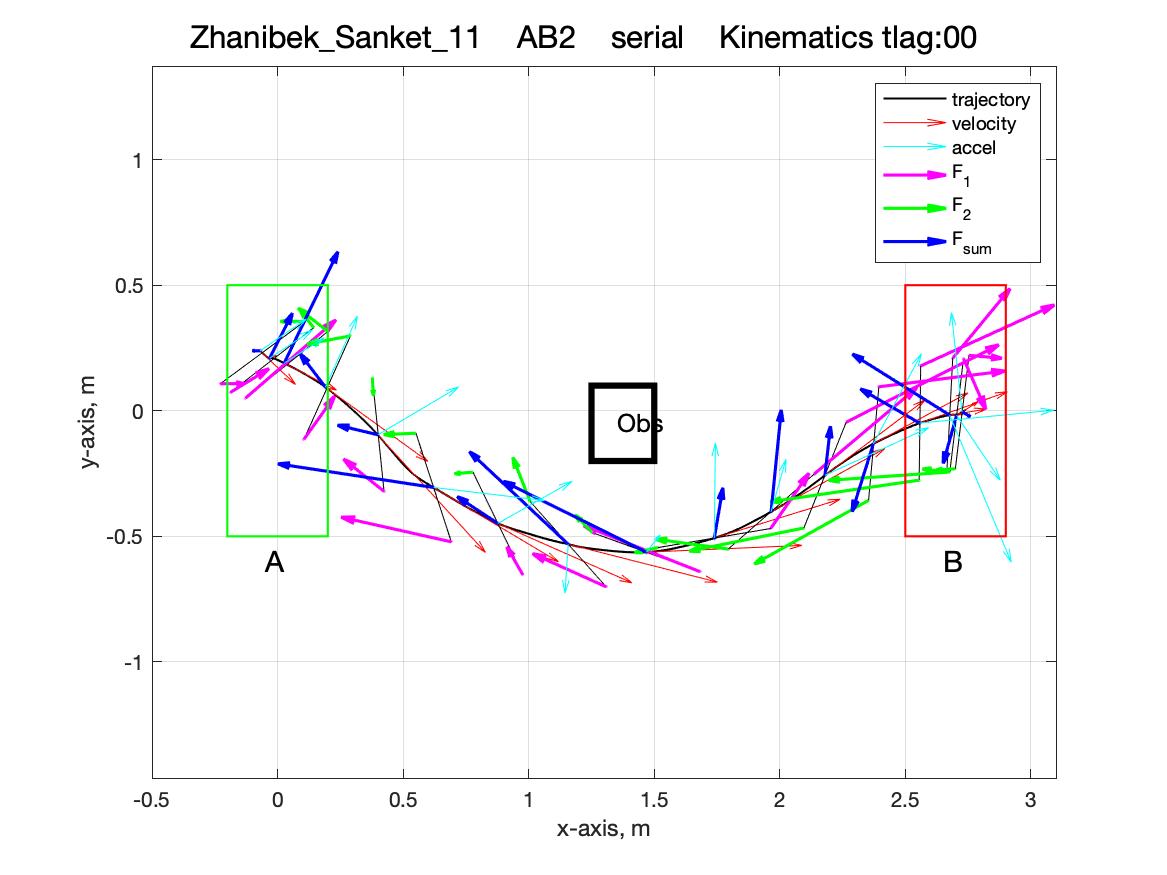 Zhanibek_Sanket_11 AB2 serial Kinematics tlag:00
trajectory
velocity
accel
F1
F2
Fsum
1
0.5
0
-0.5
-1
y-axis, m
Obs
A
B
-0.5 0 0.5 1 1.5 2 2.5 3
x-axis, m